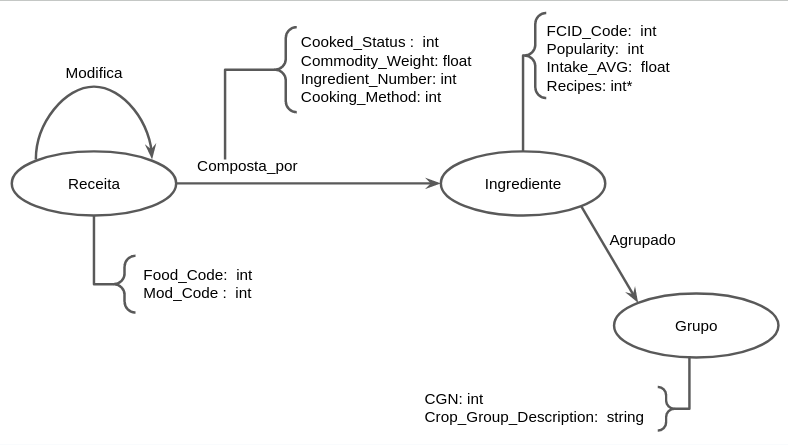 Cooked_Status :  int
Commodity_Weight: float
Ingredient_Number: int
Cooking_Method: int
FCID_Code:  int
Popularity:  int
Intake_AVG:  float
Recipes: int*
Modifica
Composta_por
Receita
Ingrediente
Agrupado
Food_Code:  int
Mod_Code :  int
Grupo
CGN: int
Crop_Group_Description:  string